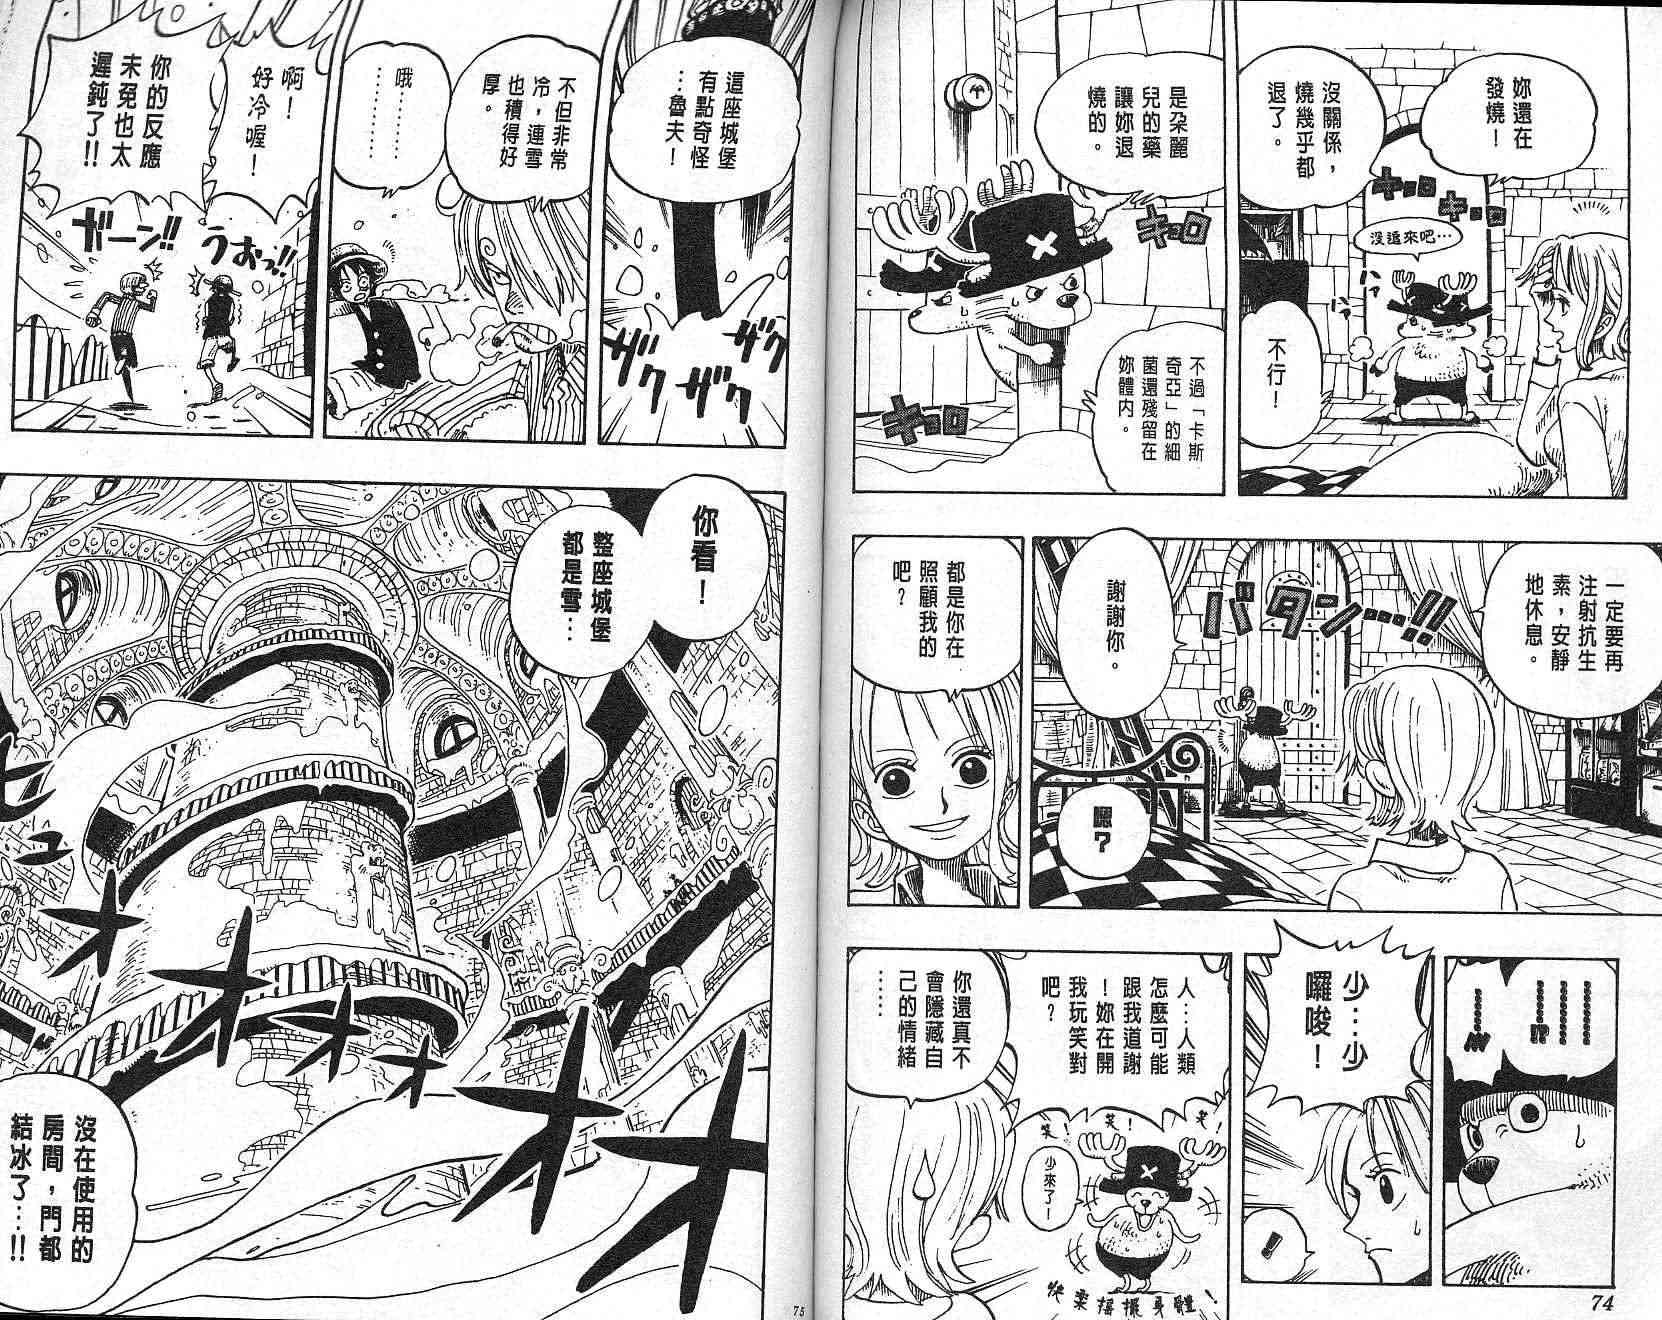 妳還在
發燒！
沒關係，
燒幾乎都
退了。
キョロ
キョロ
沒追來吧…
不行！
是朵麗
兒的藥
讓妳退
燒的。
キョロ
不過「卡斯
奇亞」的細
菌還殘留在
妳體內。
キョロ
一定要再
注射抗生
素，安靜
地休息。
バタン…!!
謝謝你。
嗯？
都是你在
照顧我的
吧？
…………
…………!?
…………!!!
少…少
囉唆！
！
人…人類
怎麼可能
跟我道謝
！妳在開
我玩笑對
吧？
笑！
笑！
少來了～
快樂搖擺身體！
你還真不
會隱藏自
己的情緒
……
74
這座城堡
有點奇怪
…魯夫！
ザク
ザク
ザク
不但非常
冷，連雪
也積得好
厚。
哦……
………
啊！
好冷喔！
うおっ!!
你的反應
未免也太
遲鈍了!!
ガーン!!
你看！
整座城堡
都是雪…
ヒュ
沒在使用的
房間，門都
結冰了…!!
75